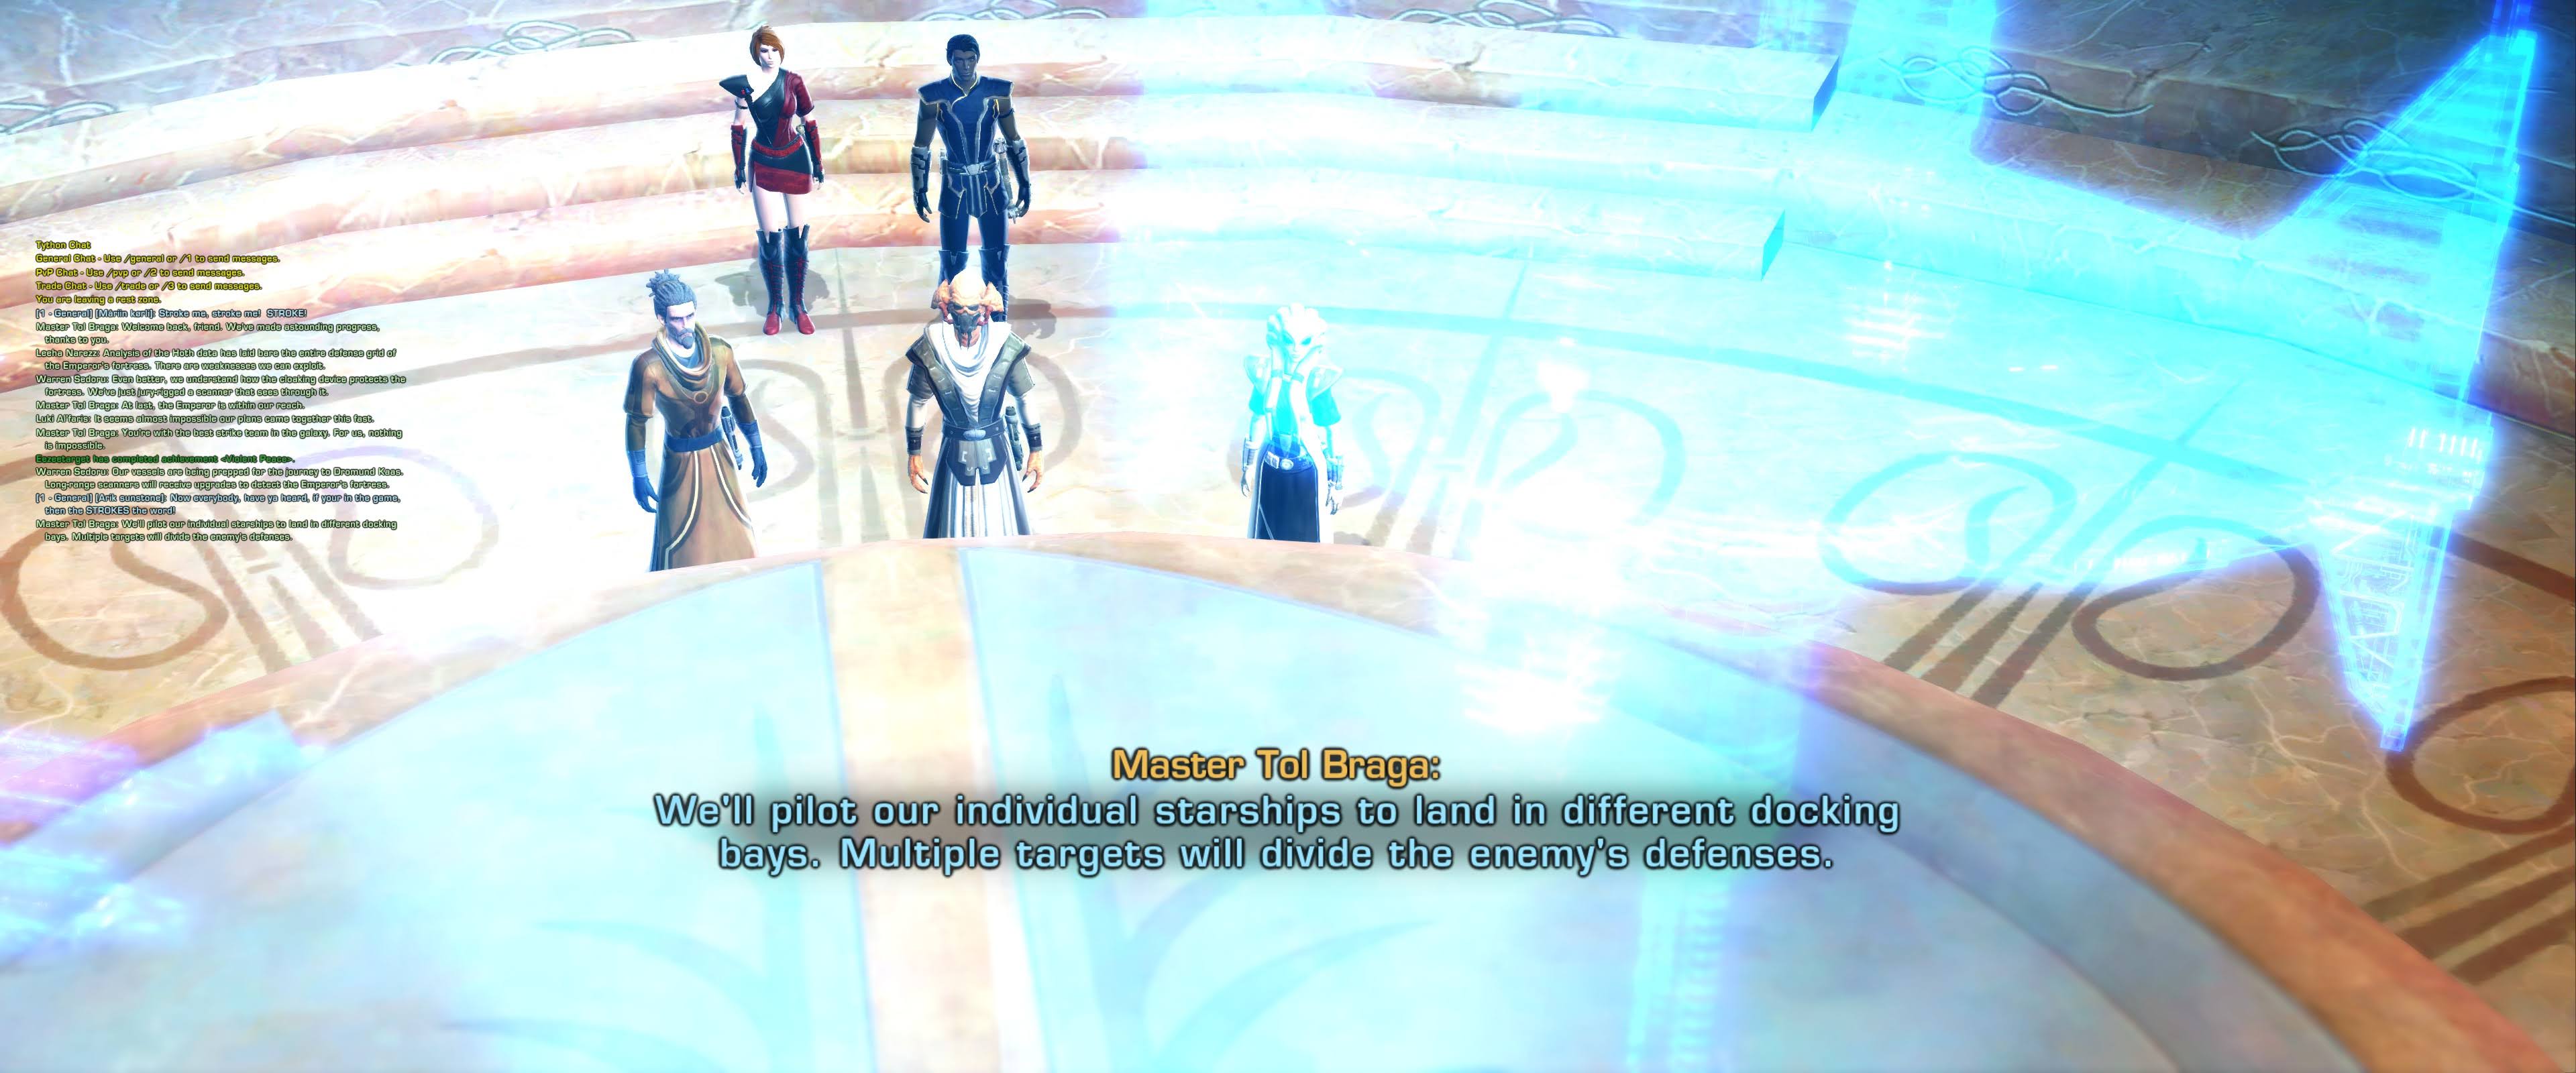 Tython Chat
General Chat - Use /general or /1 to send messages.
PvP Chat - Use /pvp or /2 to send messages.
Trade Chat - Use /trade or /3 to send messages.
You are leaving a rest zone.
[1 - General] [Máriin karli]: Stroke me, stroke me!  STROKE!
Master Tol Braga: Welcome back, friend. We've made astounding progress,
thanks to you.
Leeha Narezz: Analysis of the Hoth data has laid bare the entire defense grid of
the Emperor's fortress. There are weaknesses we can exploit.
Warren Sedoru: Even better, we understand how the cloaking device protects the
fortress. We've just jury-rigged a scanner that sees through it.
Master Tol Braga: At last, the Emperor is within our reach.
Luki Al'faris: It seems almost impossible our plans came together this fast.
Master Tol Braga: You're with the best strike team in the galaxy. For us, nothing
is impossible.
Eezeetarget has completed achievement <Violent Peace>.
Warren Sedoru: Our vessels are being prepped for the journey to Dromund Kaas.
Long-range scanners will receive upgrades to detect the Emperor's fortress.
[1 - General] [Arik sunstone]: Now everybody, have ya heard, if your in the game,
then the STROKES the word!
Master Tol Braga: We'll pilot our individual starships to land in different docking
bays. Multiple targets will divide the enemy's defenses.
Master Tol Braga:
We'll pilot our individual starships to land in different docking
bays. Multiple targets will divide the enemy's defenses.